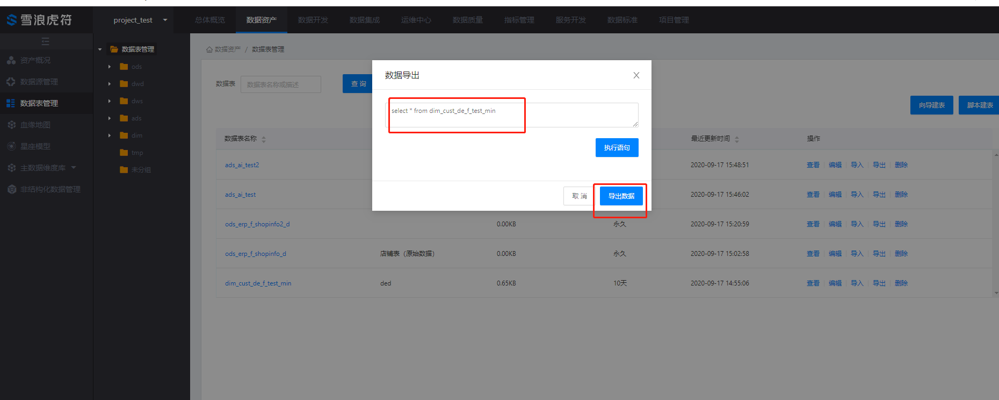 雪浪虎符
project_test
总体概览
数据资产
数据开发
数据集成
运维中心
数据质量
指标管理
服务开发
数据标准
项目管理
资产概况
数据源管理
数据表管理
血缘地图
星座模型
主数据维度库
非结构化数据管理
数据表管理
ods
dwd
dws
ads
dim
tmp
未分组
数据资产 / 数据表管理
数据表
数据表名称或描述
查 询
向导建表
脚本建表
数据导出
select * from dim_cust_de_f_test_min
执行语句
取 消
导出数据
数据表名称
最近更新时间
操作
ads_ai_test2
2020-09-17 15:48:51
查看 编辑 导入 导出 删除
ads_ai_test
2020-09-17 15:46:02
查看 编辑 导入 导出 删除
ods_erp_f_shopinfo2_d
0.00KB
永久
2020-09-17 15:20:59
查看 编辑 导入 导出 删除
ods_erp_f_shopinfo_d
店铺表（原始数据）
0.00KB
永久
2020-09-17 15:02:58
查看 编辑 导入 导出 删除
dim_cust_de_f_test_min
ded
0.65KB
10天
2020-09-17 14:55:06
查看 编辑 导入 导出 删除